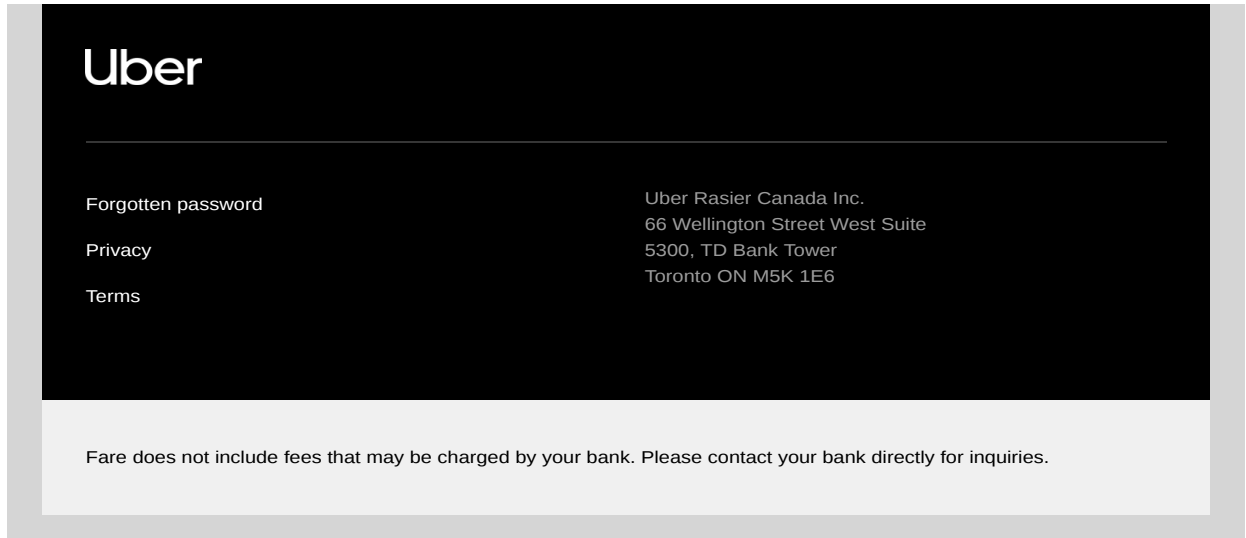 Uber
Forgotten password
Privacy
Terms
Uber Rasier Canada Inc.
66 Wellington Street West Suite
5300, TD Bank Tower
Toronto ON M5K 1E6
Fare does not include fees that may be charged by your bank. Please contact your bank directly for inquiries.